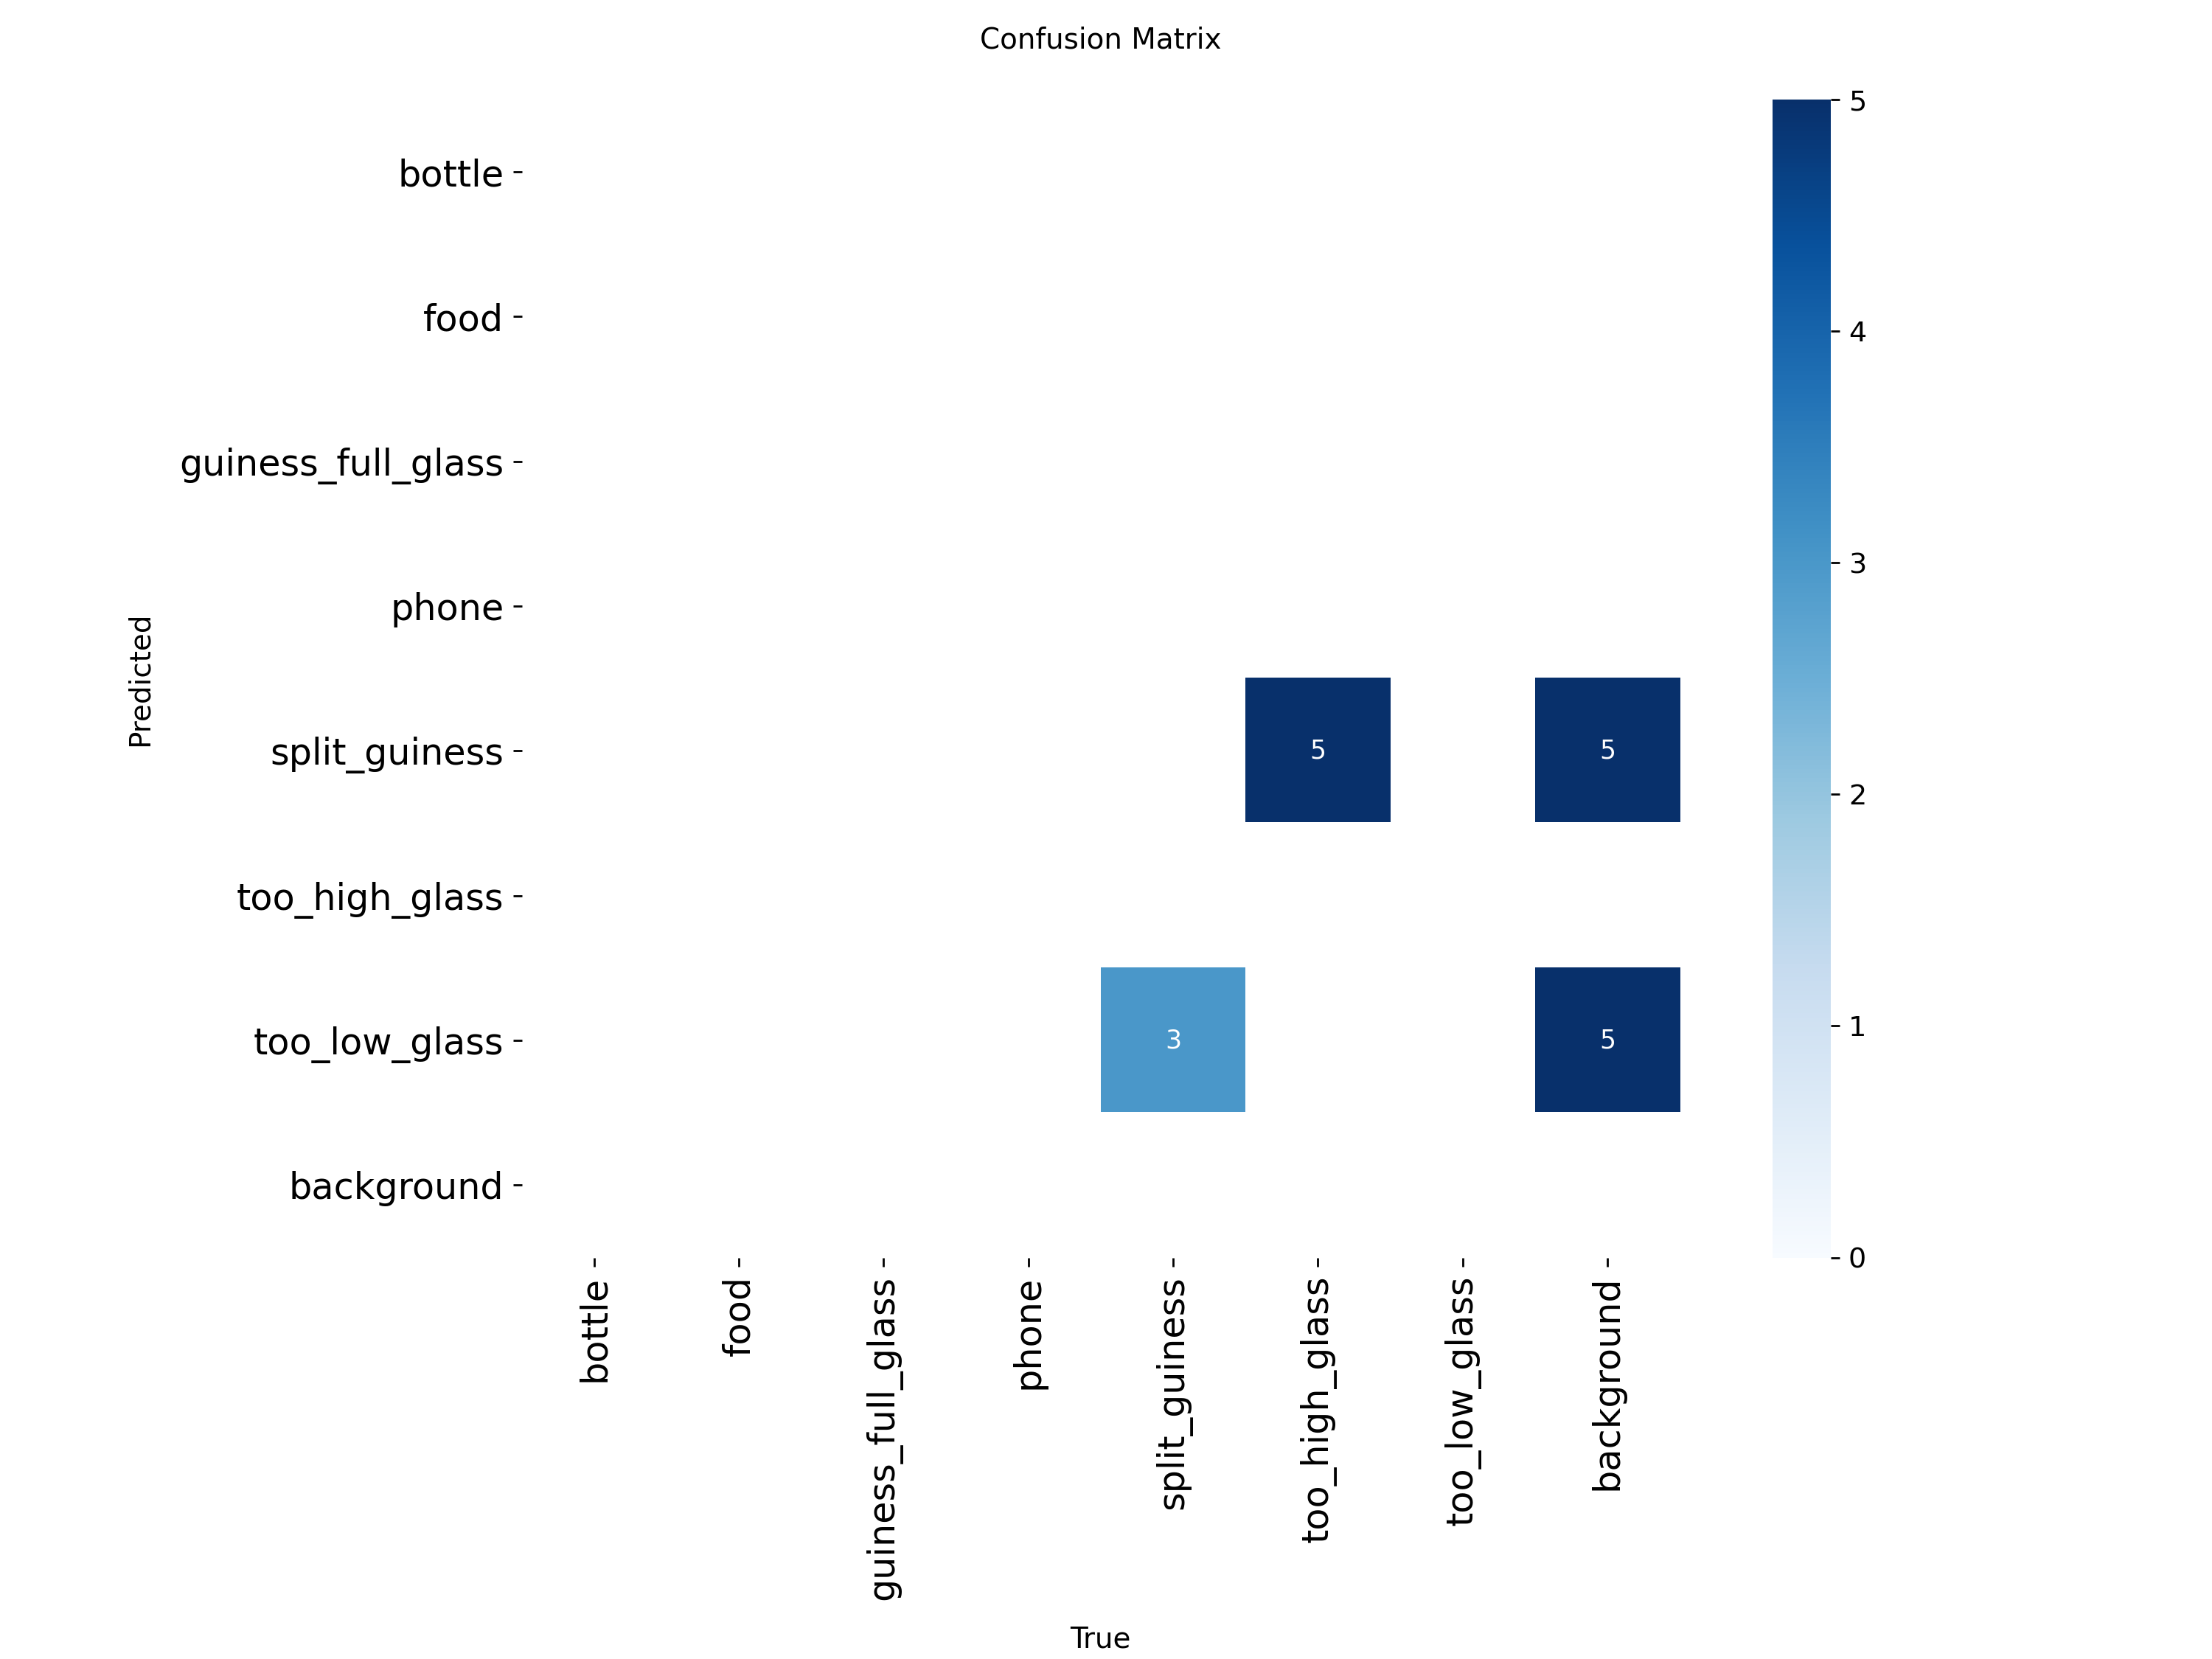 Confusion Matrix
Predicted
bottle
food
guiness_full_glass
phone
split_guiness
too_high_glass
too_low_glass
background
5
5
3
5
bottle
food
guiness_full_glass
phone
split_guiness
too_high_glass
too_low_glass
background
True
5
4
3
2
1
0